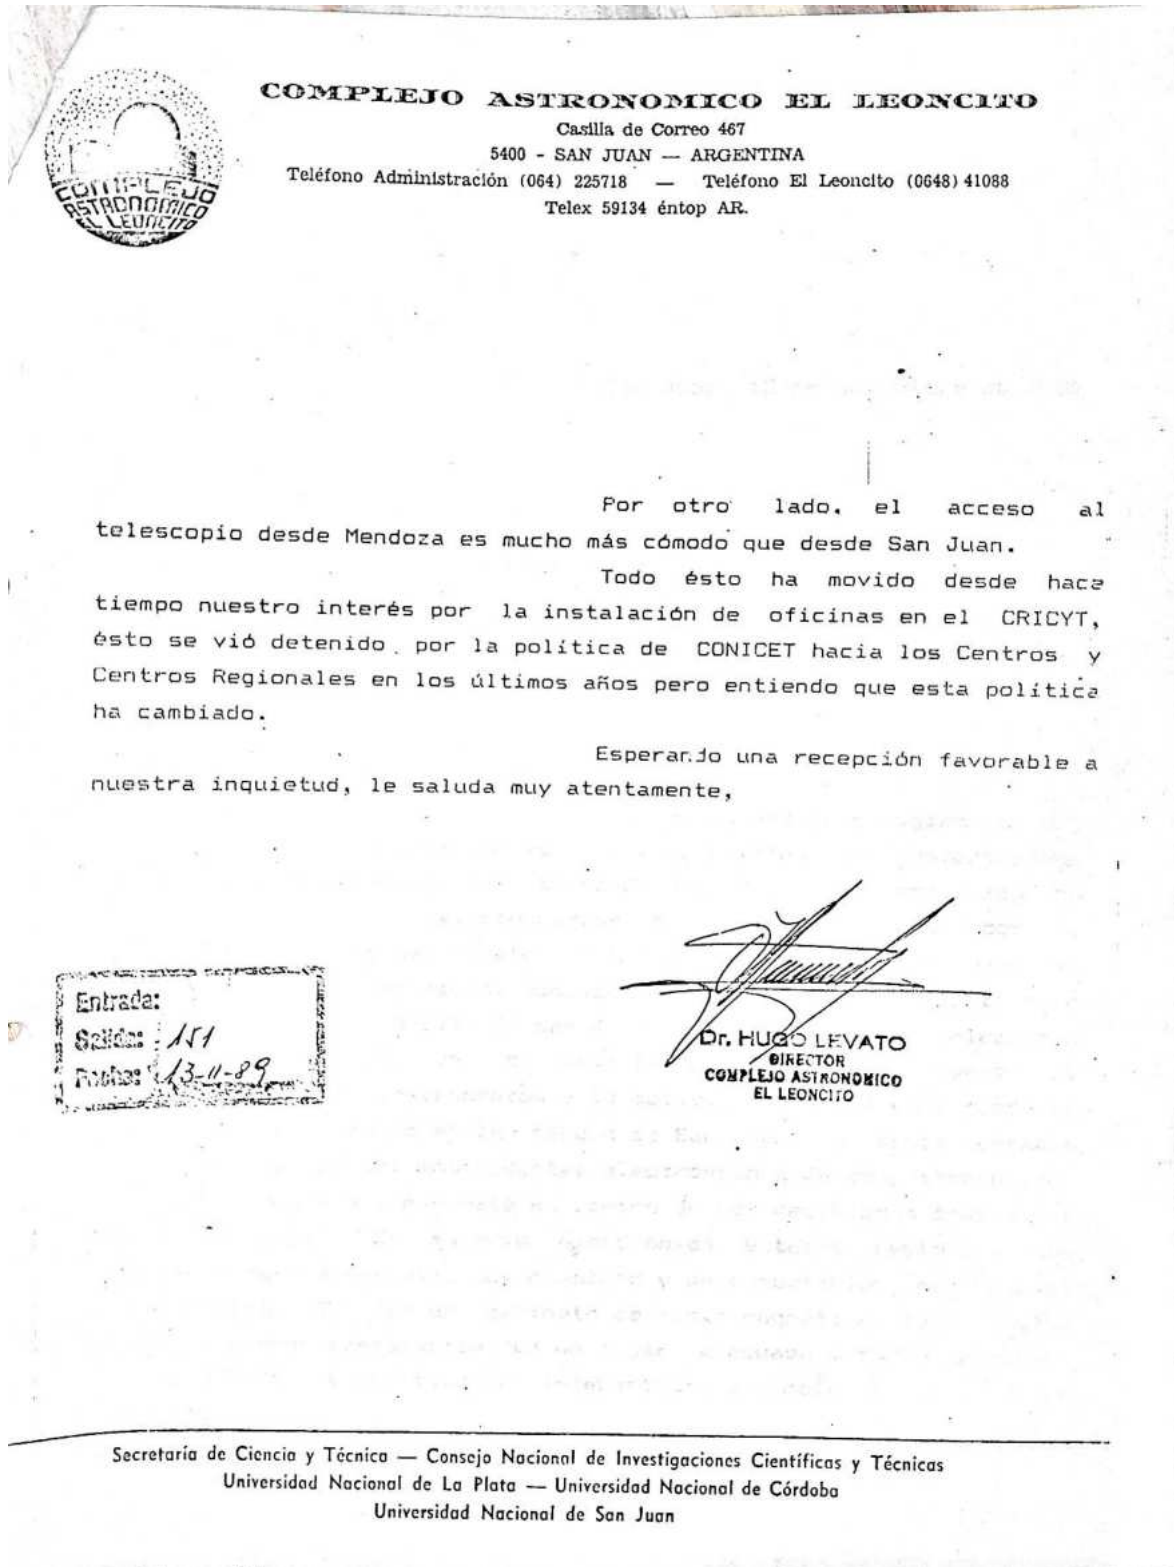 COMPLEJO
ASTRONOMICO
EL LEONCITO
COMPLEJO ASTRONOMICO EL LEONCITO
Casilla de Correo 467
5400 - SAN JUAN — ARGENTINA
Teléfono Administración (064) 225718 — Teléfono El Leoncito (0648) 41088
Telex 59134 éntop AR.
Por otro lado, el acceso al
telescopio desde Mendoza es mucho más cómodo que desde San Juan.
Todo ésto ha movido desde hace
tiempo nuestro interés por la instalación de oficinas en el CRICYT,
ésto se vió detenido por la política de CONICET hacia los Centros y
Centros Regionales en los últimos años pero entiendo que esta política
ha cambiado.
Esperando una recepción favorable a
nuestra inquietud, le saluda muy atentamente,
Entrada:
Salida: 151
Fecha: 13-11-89
Dr. HUGO LEVATO
DIRECTOR
COMPLEJO ASTRONOMICO
EL LEONCITO
Secretaría de Ciencia y Técnica — Consejo Nacional de Investigaciones Científicas y Técnicas
Universidad Nacional de La Plata — Universidad Nacional de Córdoba
Universidad Nacional de San Juan